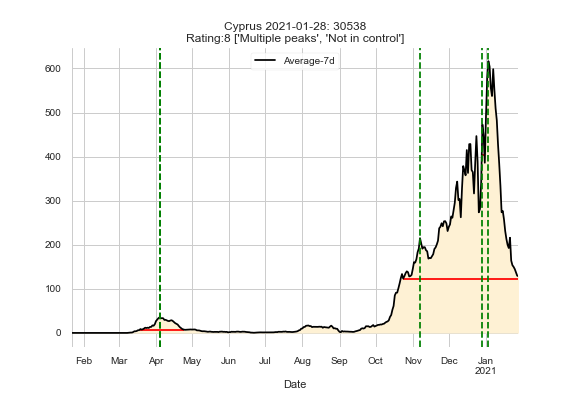 Cyprus 2021-01-28: 30538
Rating:8 ['Multiple peaks', 'Not in control']
Average-7d
600
500
400
300
200
100
0
Feb Mar Apr May Jun Jul Aug Sep Oct Nov Dec Jan
2021
Date